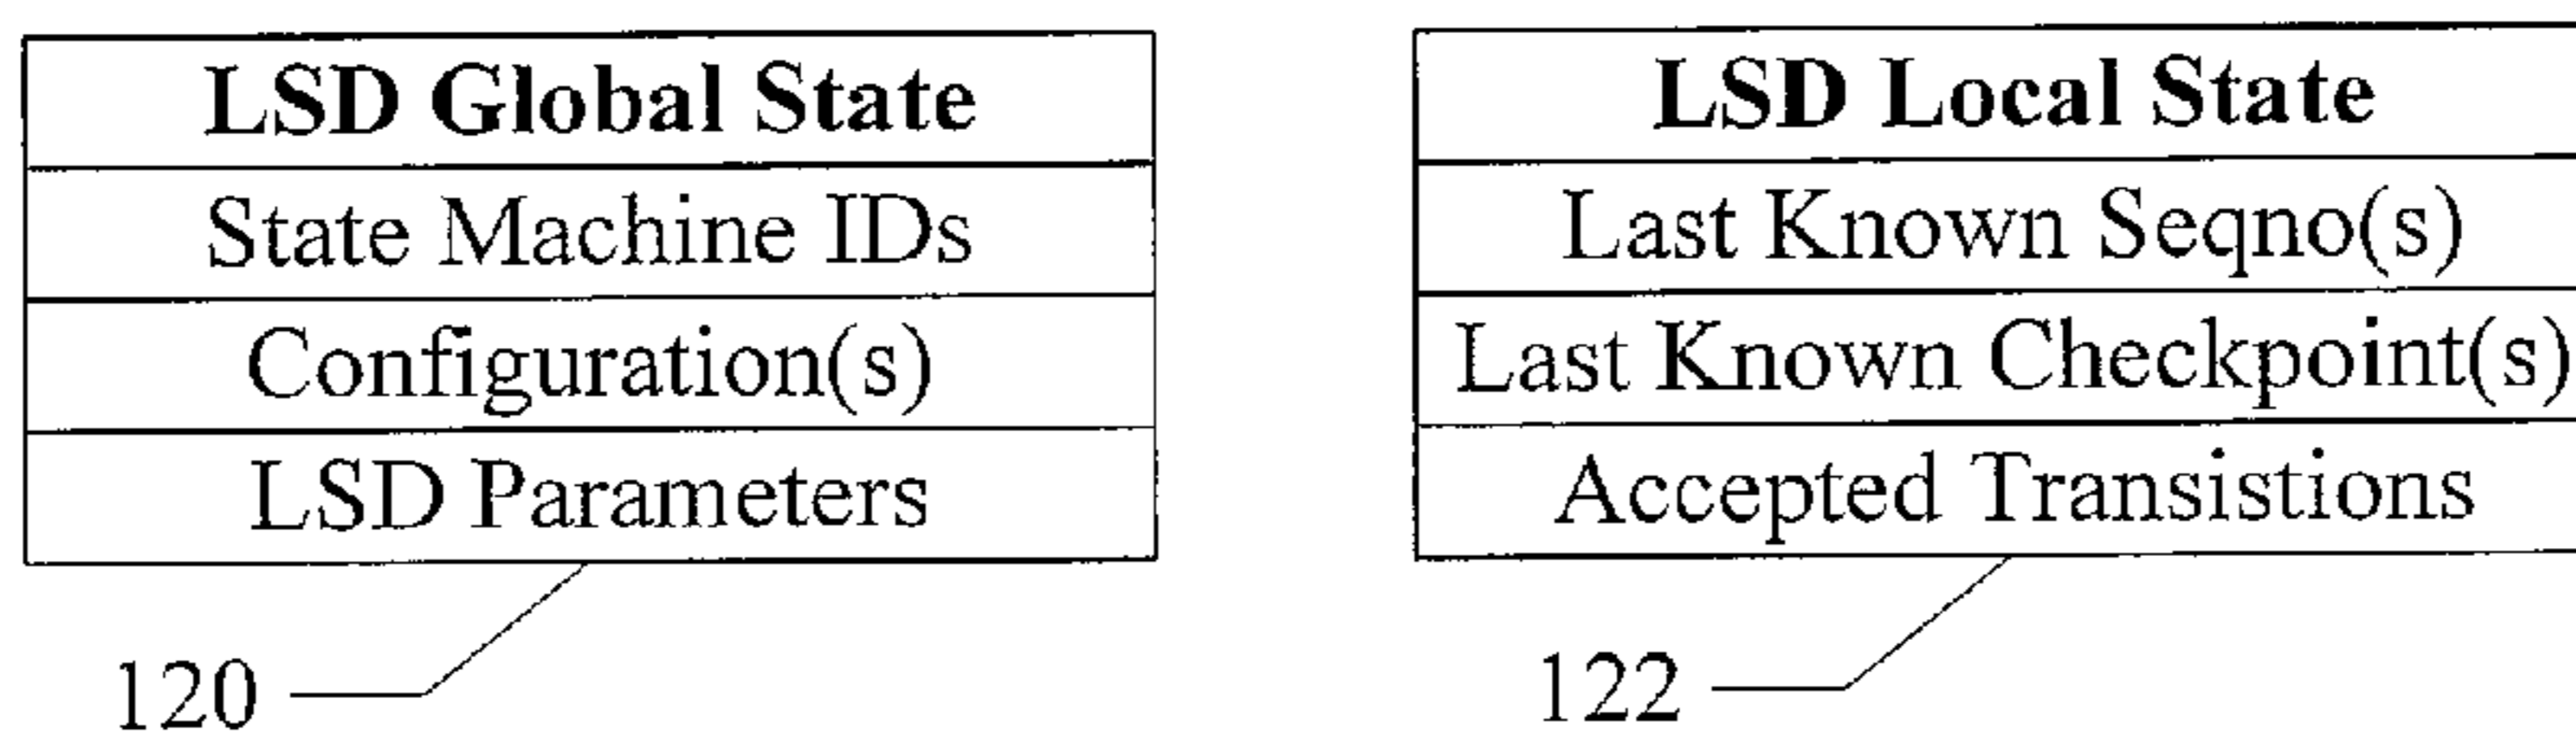 LSD Global State
State Machine IDs
Configuration(s)
LSD Parameters
120
LSD Local State
Last Known Seqno(s)
Last Known Checkpoint(s)
Accepted Transistions
122